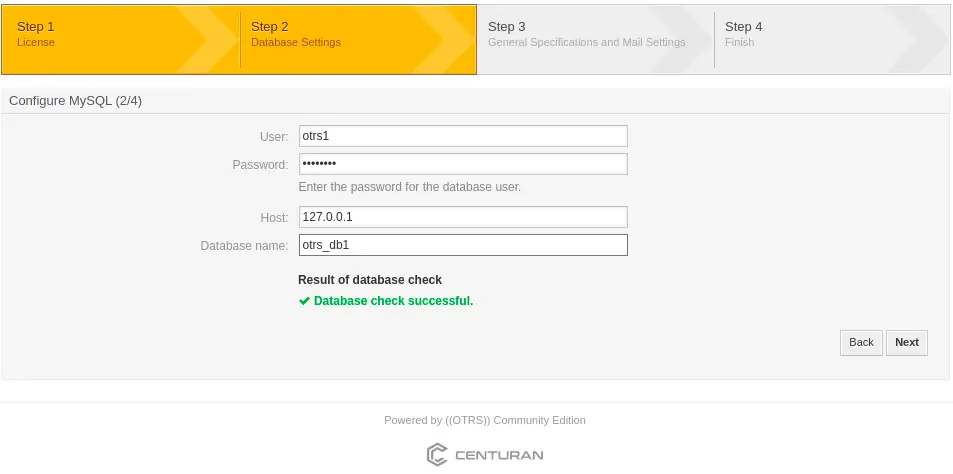 Step 1
License
Step 2
Database Settings
Step 3
General Specifications and Mail Settings
Step 4
Finish
Configure MySQL (2/4)
User: otrs1
Password: ••••••••
Enter the password for the database user.
Host: 127.0.0.1
Database name: otrs_db1
Result of database check
✔ Database check successful.
Back Next
Powered by ((OTRS)) Community Edition
CENTURAN